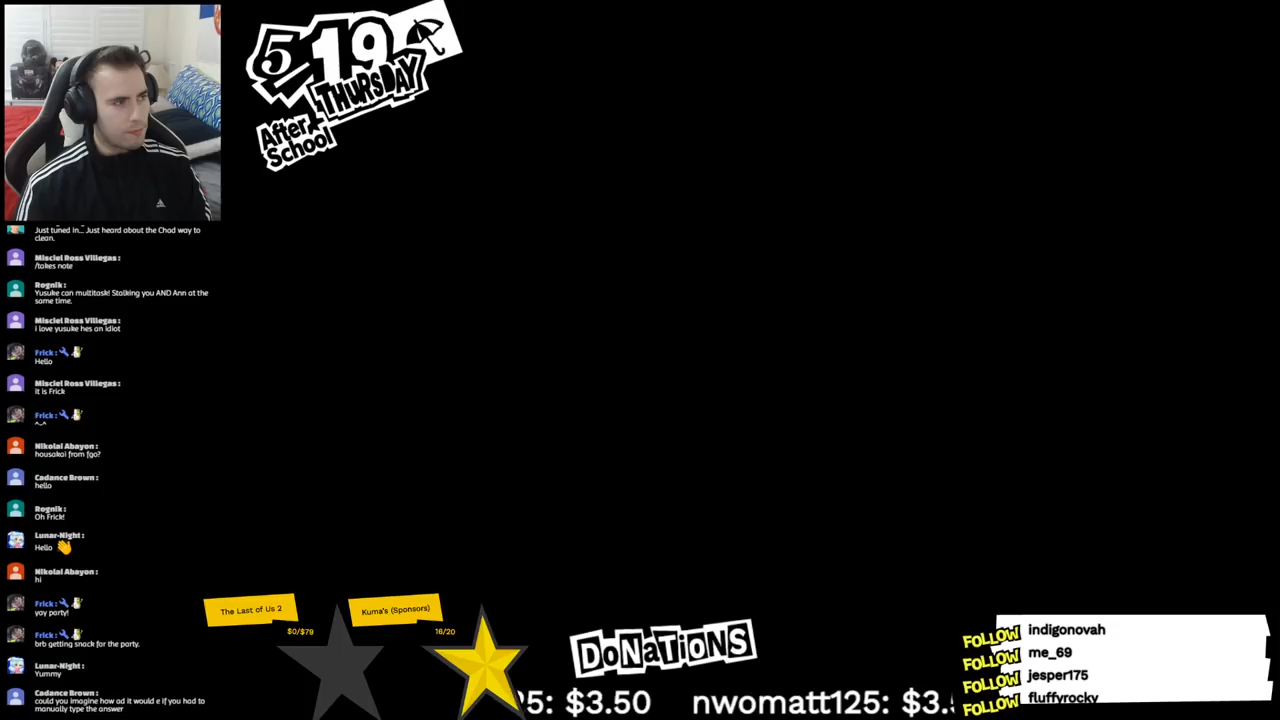 5/19
THURSDAY
After
School
Just tuned in... Just heard about the Chad way to
clean.
Misciel Ross Villegas :
/takes note
Rognik :
Yusuke can multitask! Stalking you AND Ann at the
same time.
Misciel Ross Villegas :
i love yusuke hes an idiot
Frick :
Hello
Misciel Ross Villegas :
it is Frick
Frick :
^_^
Nikolai Abayon :
housakai from fgo?
Cadance Brown :
hello
Rognik :
Oh Frick!
Lunar-Night :
Hello 👋
Nikolai Abayon :
hi
Frick :
yay party!
Frick :
brb getting snack for the party.
Lunar-Night :
Yummy
Cadance Brown :
could you imagine how ad it would e if you had to
manually type the answer
The Last of Us 2
$0/$79
Kuma's (Sponsors)
16/20
DoNaTiONS
5: $3.50 nwomatt125: $3.
FOLLOW indigonovah
FOLLOW me_69
FOLLOW jesper175
FOLLOW fluffyrocky